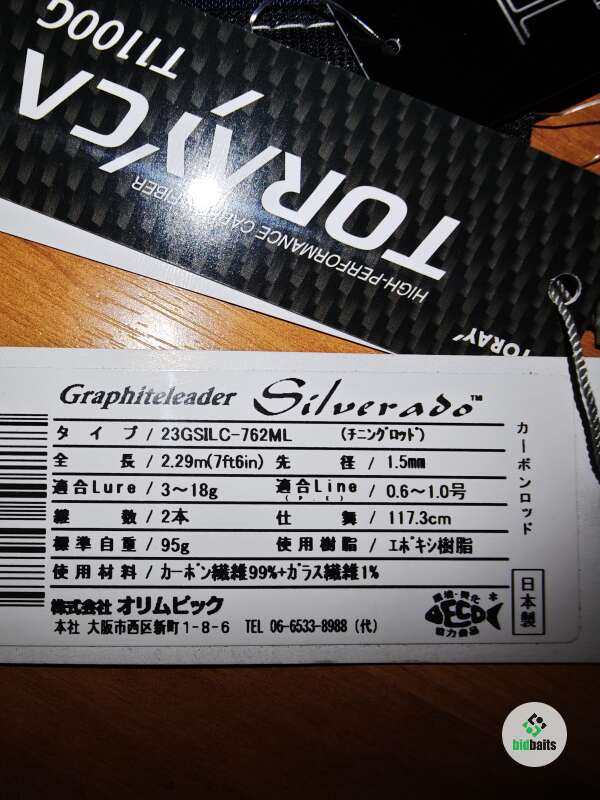 TORAYCA
T1100G
HIGH-PERFORMANCE CARBON FIBER
TORAY
Graphiteleader Silverado™
タイプ / 23GSILC-762ML (チニングロッド)
全長 / 2.29m(7ft6in) 先径 / 1.5mm
適合Lure / 3～18g 適合Line (P.E) / 0.6～1.0号
継数 / 2本 仕舞 / 117.3cm
標準自重 / 95g 使用樹脂 / エポキシ樹脂
使用材料 / カーボン繊維99%+ガラス繊維1%
株式会社 オリムピック
本社 大阪市西区新町1-8-6 TEL 06-6533-8988 (代)
カーボンロッド
日本製
ECO
協力商品
bidbaits